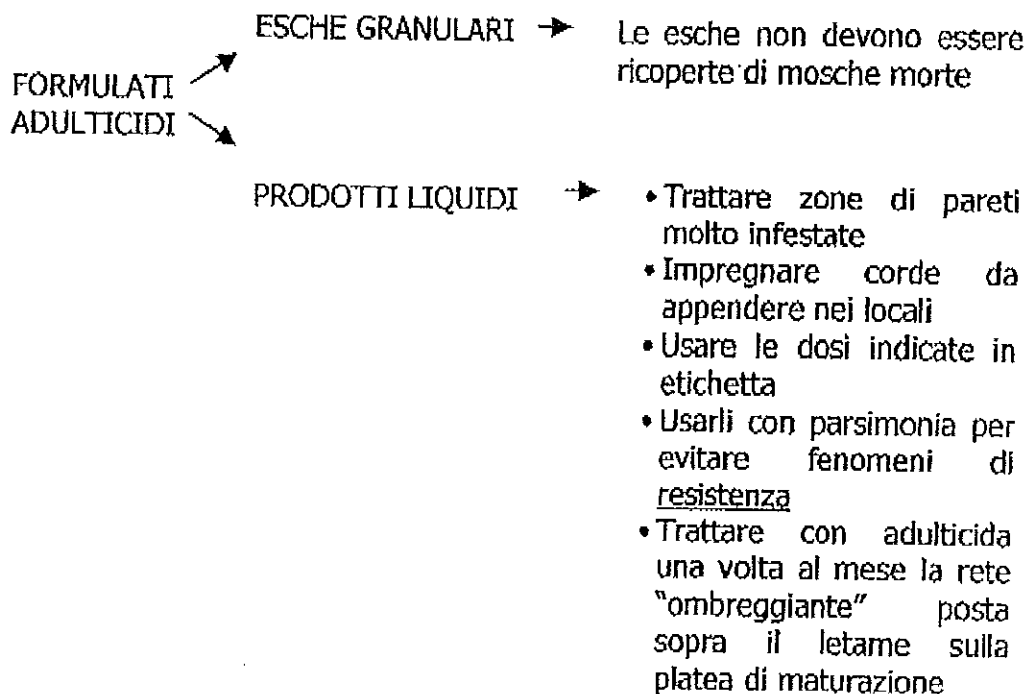 ESCHE GRANULARI
Le esche non devono essere
ricoperte di mosche morte
FORMULATI
ADULTICIDI
PRODOTTI LIQUIDI
• Trattare zone di pareti
molto infestate
• Impregnare corde da
appendere nei locali
• Usare le dosi indicate in
etichetta
• Usarli con parsimonia per
evitare fenomeni di
resistenza
• Trattare con adulticida
una volta al mese la rete
"ombreggiante" posta
sopra il letame sulla
platea di maturazione